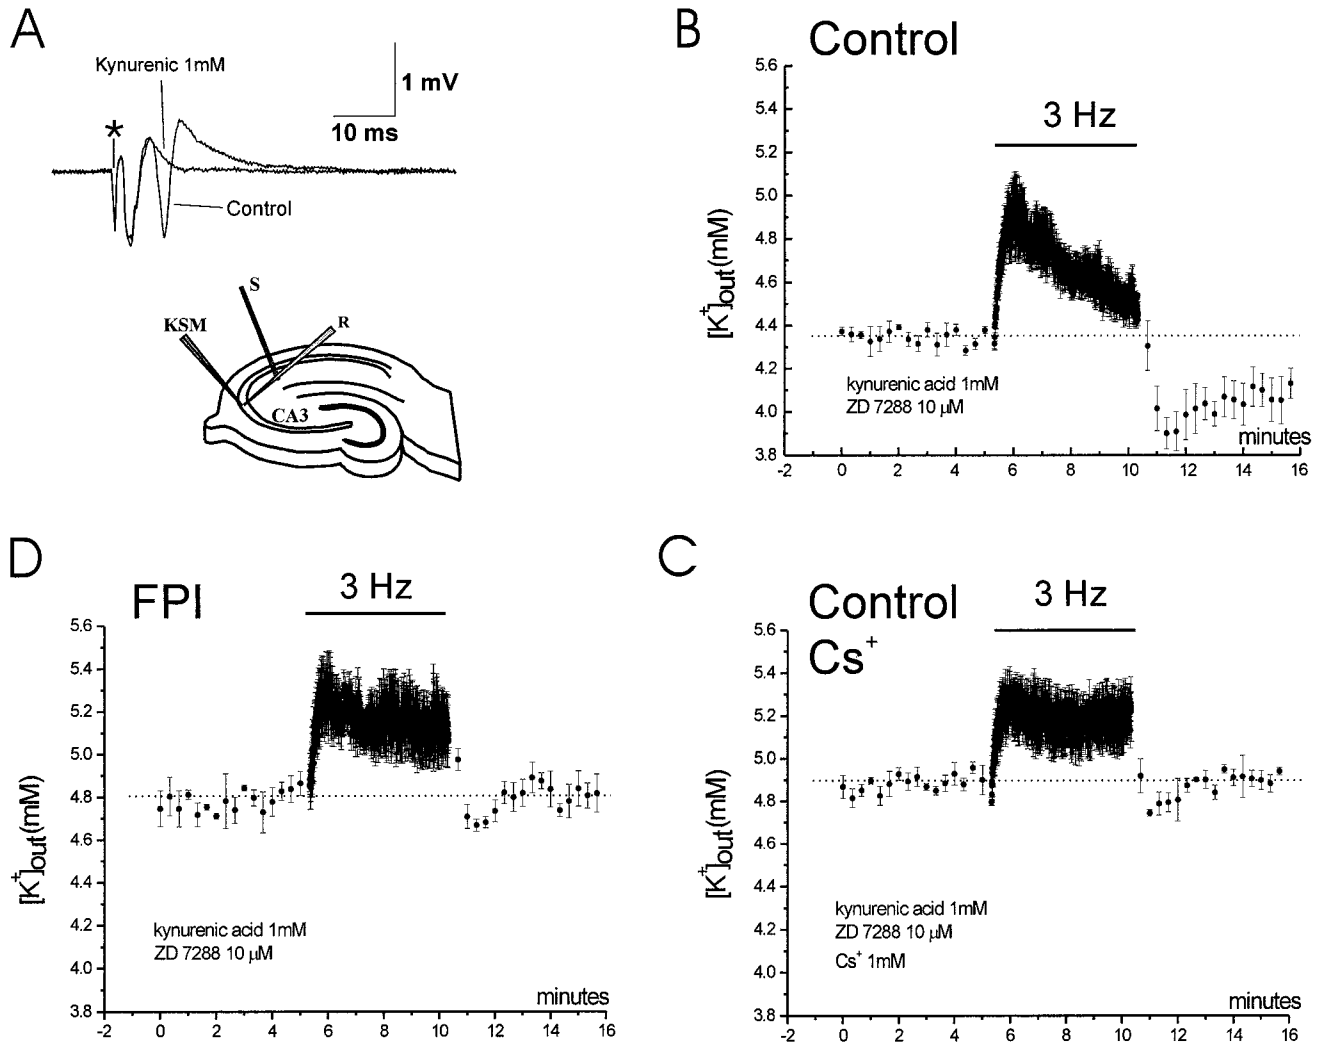 A
Kynurenic 1mM
1 mV
10 ms
*
Control
S
KSM
R
CA3
B
Control
3 Hz
5.6
5.4
5.2
5.0
4.8
4.6
4.4
4.2
4.0
3.8
[K+]out (mM)
kynurenic acid 1mM
ZD 7288 10 µM
minutes
-2 0 2 4 6 8 10 12 14 16
D
FPI
3 Hz
5.6
5.4
5.2
5.0
4.8
4.6
4.4
4.2
4.0
3.8
[K+]out (mM)
kynurenic acid 1mM
ZD 7288 10 µM
minutes
-2 0 2 4 6 8 10 12 14 16
C
Control
Cs+
3 Hz
5.6
5.4
5.2
5.0
4.8
4.6
4.4
4.2
4.0
3.8
[K+]out (mM)
kynurenic acid 1mM
ZD 7288 10 µM
Cs+ 1mM
minutes
-2 0 2 4 6 8 10 12 14 16